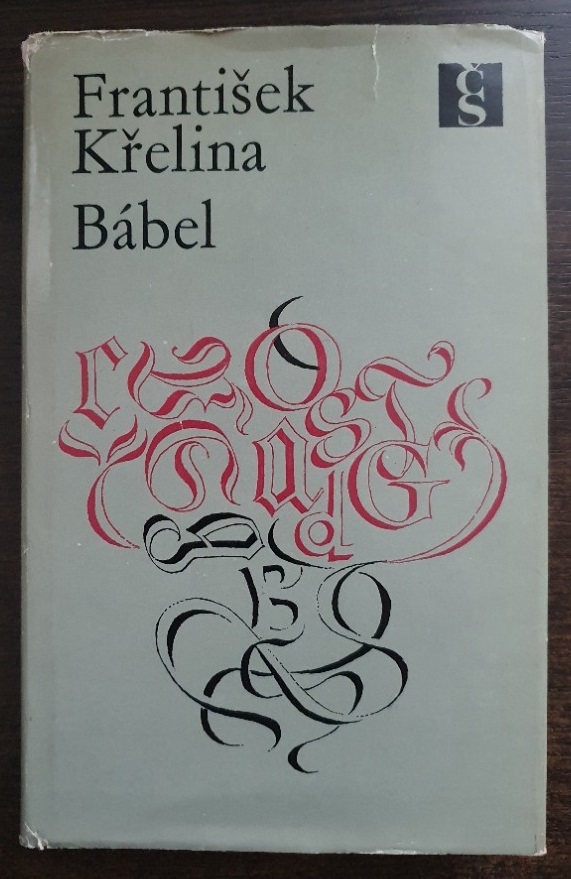 František
Křelina
Bábel
čs